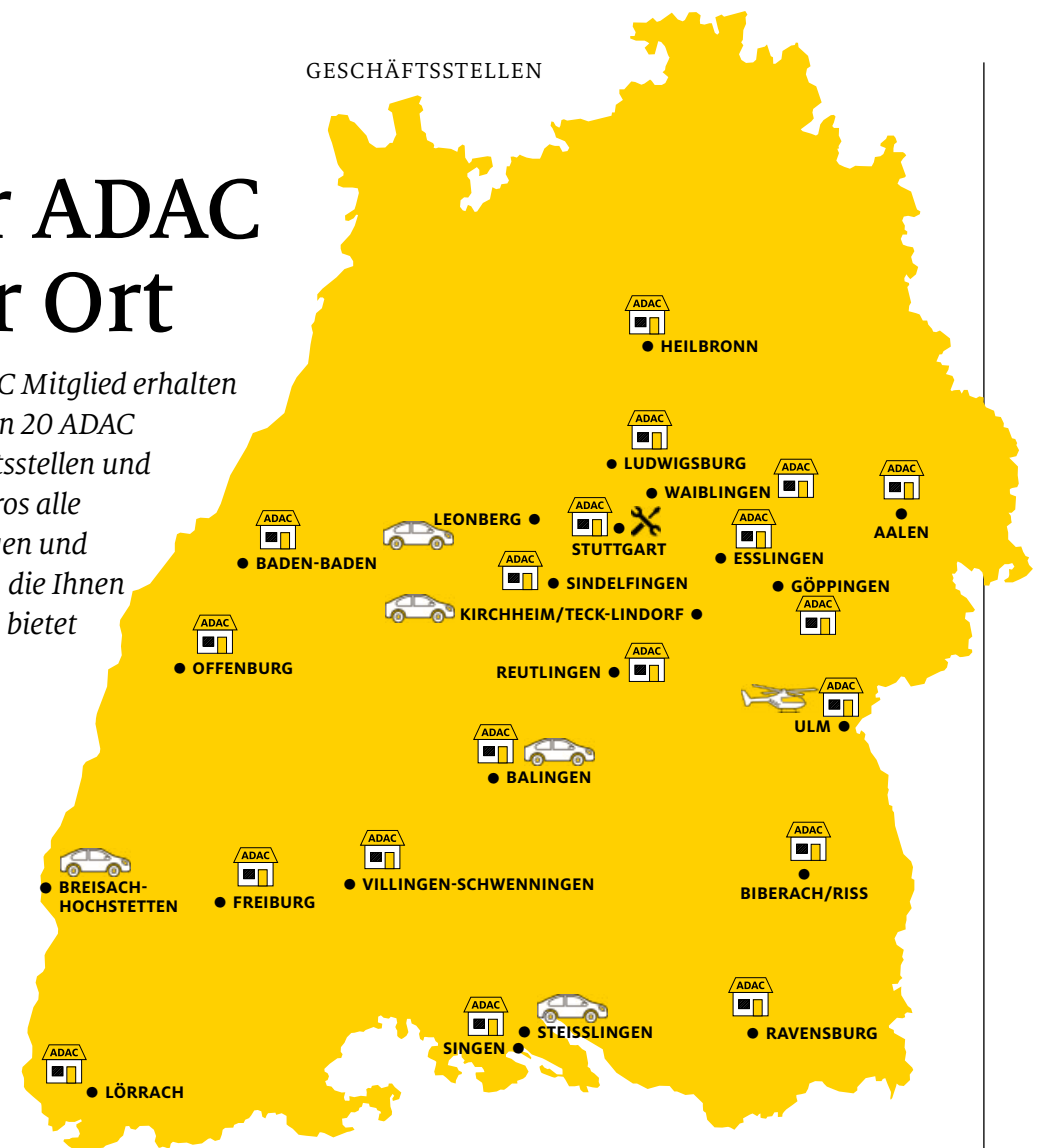 GESCHÄFTSSTELLEN
r ADAC
r Ort
C Mitglied erhalten
n 20 ADAC
tsstellen und
ros alle
en und
die Ihnen
bietet
ADAC
HEILBRONN
ADAC
LUDWIGSBURG
ADAC
WAIBLINGEN
ADAC
AALEN
LEONBERG
ADAC
STUTTGART
ADAC
ESSLINGEN
ADAC
BADEN-BADEN
ADAC
SINDELFINGEN
GÖPPINGEN
ADAC
KIRCHHEIM/TECK-LINDORF
ADAC
OFFENBURG
REUTLINGEN
ADAC
ADAC
ULM
ADAC
BALINGEN
ADAC
BIBERACH/RISS
ADAC
VILLINGEN-SCHWENNINGEN
ADAC
FREIBURG
BREISACH-
HOCHSTETTEN
ADAC
RAVENSBURG
ADAC
STEISSLINGEN
SINGEN
ADAC
LÖRRACH